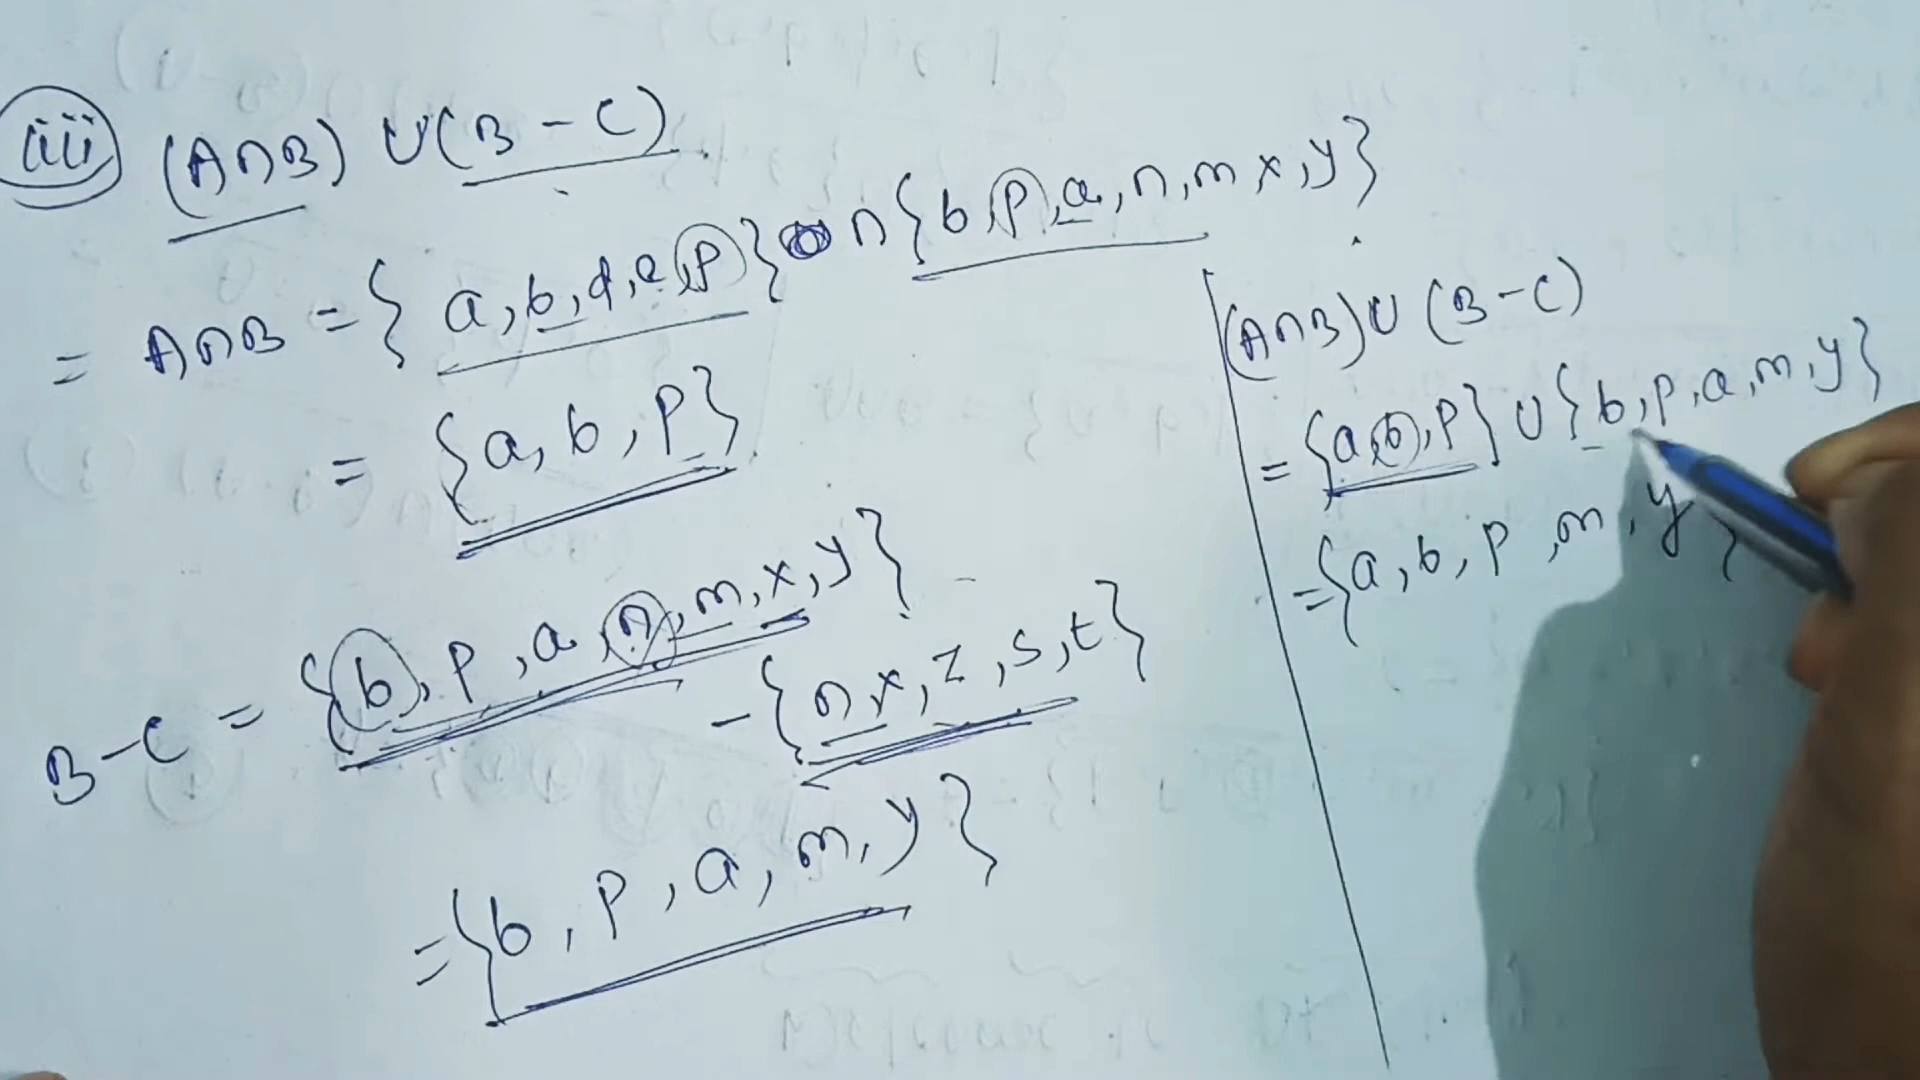 (iii) (A∩B) ∪ (B - C)
= A∩B = { a, b, d, e, p } ∩ { b, p, a, n, m x, y }
= { a, b, p }
B - C = { b, p, a, n, m, x, y }
- { n, x, z, s, t }
= { b, p, a, m, y }
(A∩B) ∪ (B - C)
= { a, b, p } ∪ { b, p, a, m, y }
= { a, b, p, m, y }